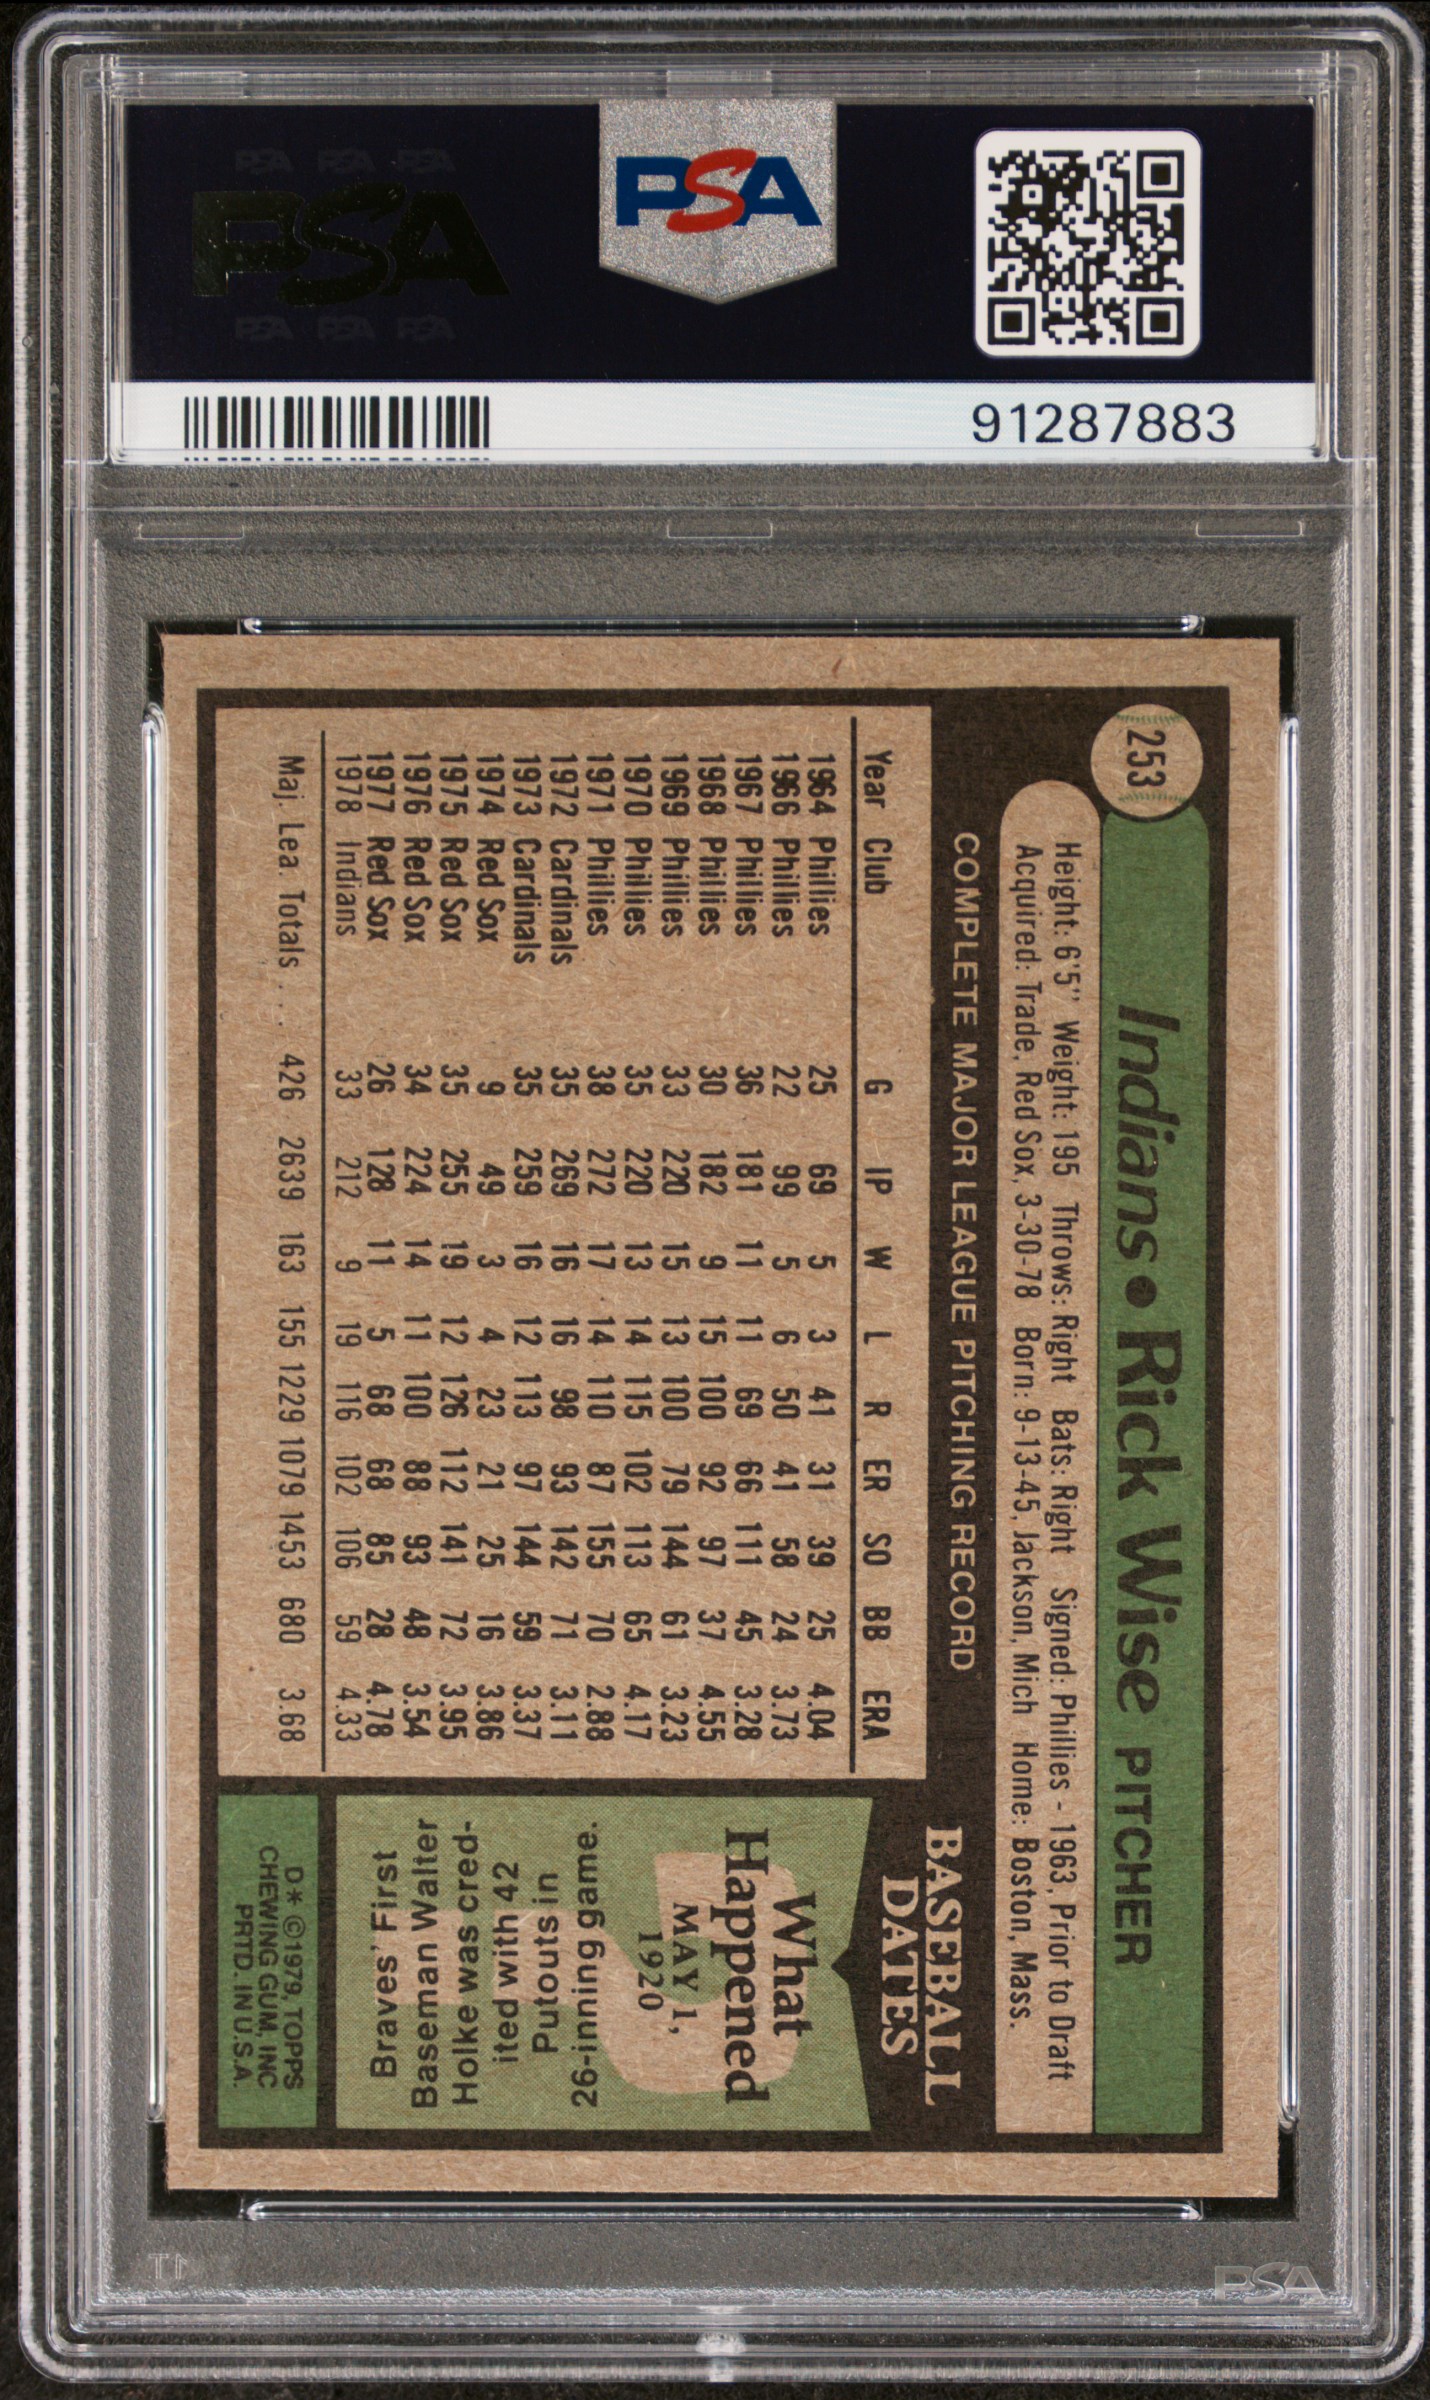 PSA PSA PSA
PSA
PSA PSA PSA
PSA
91287883
253
Indians • Rick Wise PITCHER
Height: 6'5" Weight: 195 Throws: Right Bats: Right Signed: Phillies - 1963, Prior to Draft
Acquired: Trade, Red Sox, 3-30-78 Born: 9-13-45, Jackson, Mich Home: Boston, Mass.
COMPLETE MAJOR LEAGUE PITCHING RECORD
Year Club G IP W L R ER SO BB ERA
1964 Phillies 25 69 5 3 41 31 39 25 4.04
1966 Phillies 22 99 5 6 50 41 58 24 3.73
1967 Phillies 36 181 11 11 69 66 111 45 3.28
1968 Phillies 30 182 9 15 100 92 97 37 4.55
1969 Phillies 33 220 15 13 100 79 144 61 3.23
1970 Phillies 35 220 13 14 115 102 113 65 4.17
1971 Phillies 38 272 17 14 110 87 155 70 2.88
1972 Cardinals 35 269 16 16 98 93 142 71 3.11
1973 Cardinals 35 259 16 12 113 97 144 59 3.37
1974 Red Sox 9 49 3 4 23 21 25 16 3.86
1975 Red Sox 35 255 19 12 126 112 141 72 3.95
1976 Red Sox 34 224 14 11 100 88 93 48 3.54
1977 Red Sox 26 128 11 5 68 68 85 28 4.78
1978 Indians 33 212 9 19 116 102 106 59 4.33
Maj. Lea. Totals . . . 426 2639 163 155 1229 1079 1453 680 3.68
BASEBALL
DATES
What
Happened
MAY 1,
1920
26-inning game.
Putouts in
ited with 42
Holke was cred-
Baseman Walter
Braves' First
D* ©1979, TOPPS
CHEWING GUM, INC
PRTD. IN U.S.A.
PSA